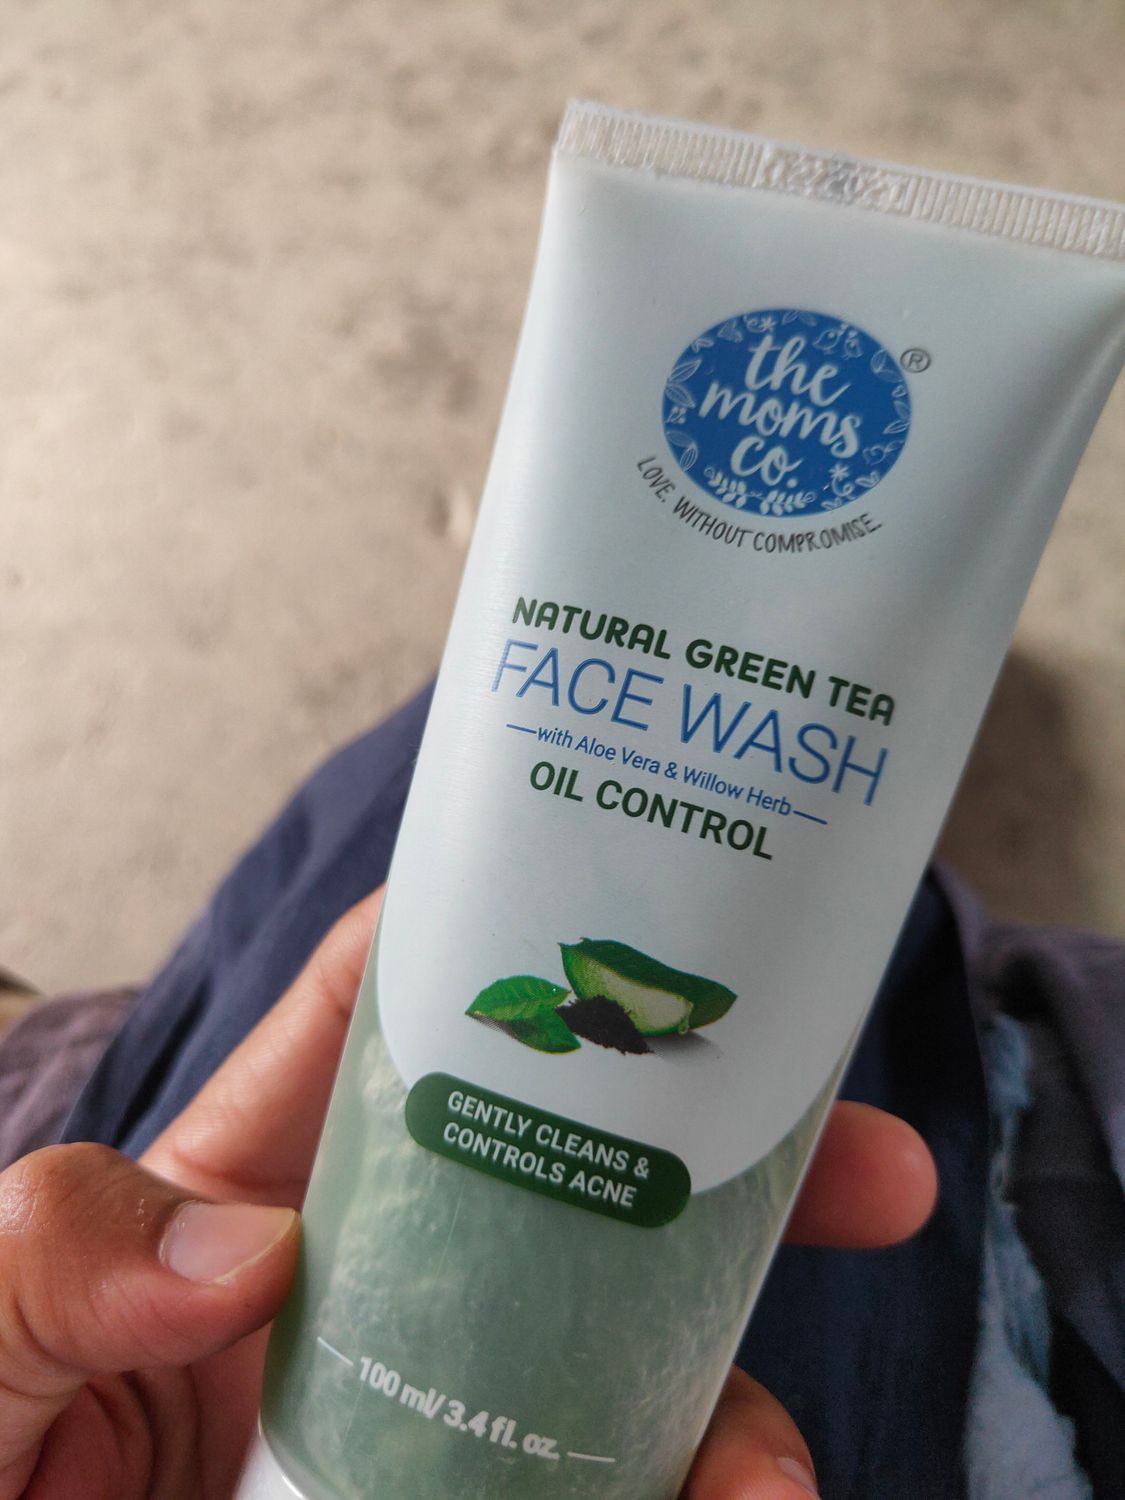 the
moms
co.
®
LOVE. WITHOUT COMPROMISE.
NATURAL GREEN TEA
FACE WASH
with Aloe Vera & Willow Herb
OIL CONTROL
GENTLY CLEANS &
CONTROLS ACNE
100 ml/ 3.4 fl. oz.